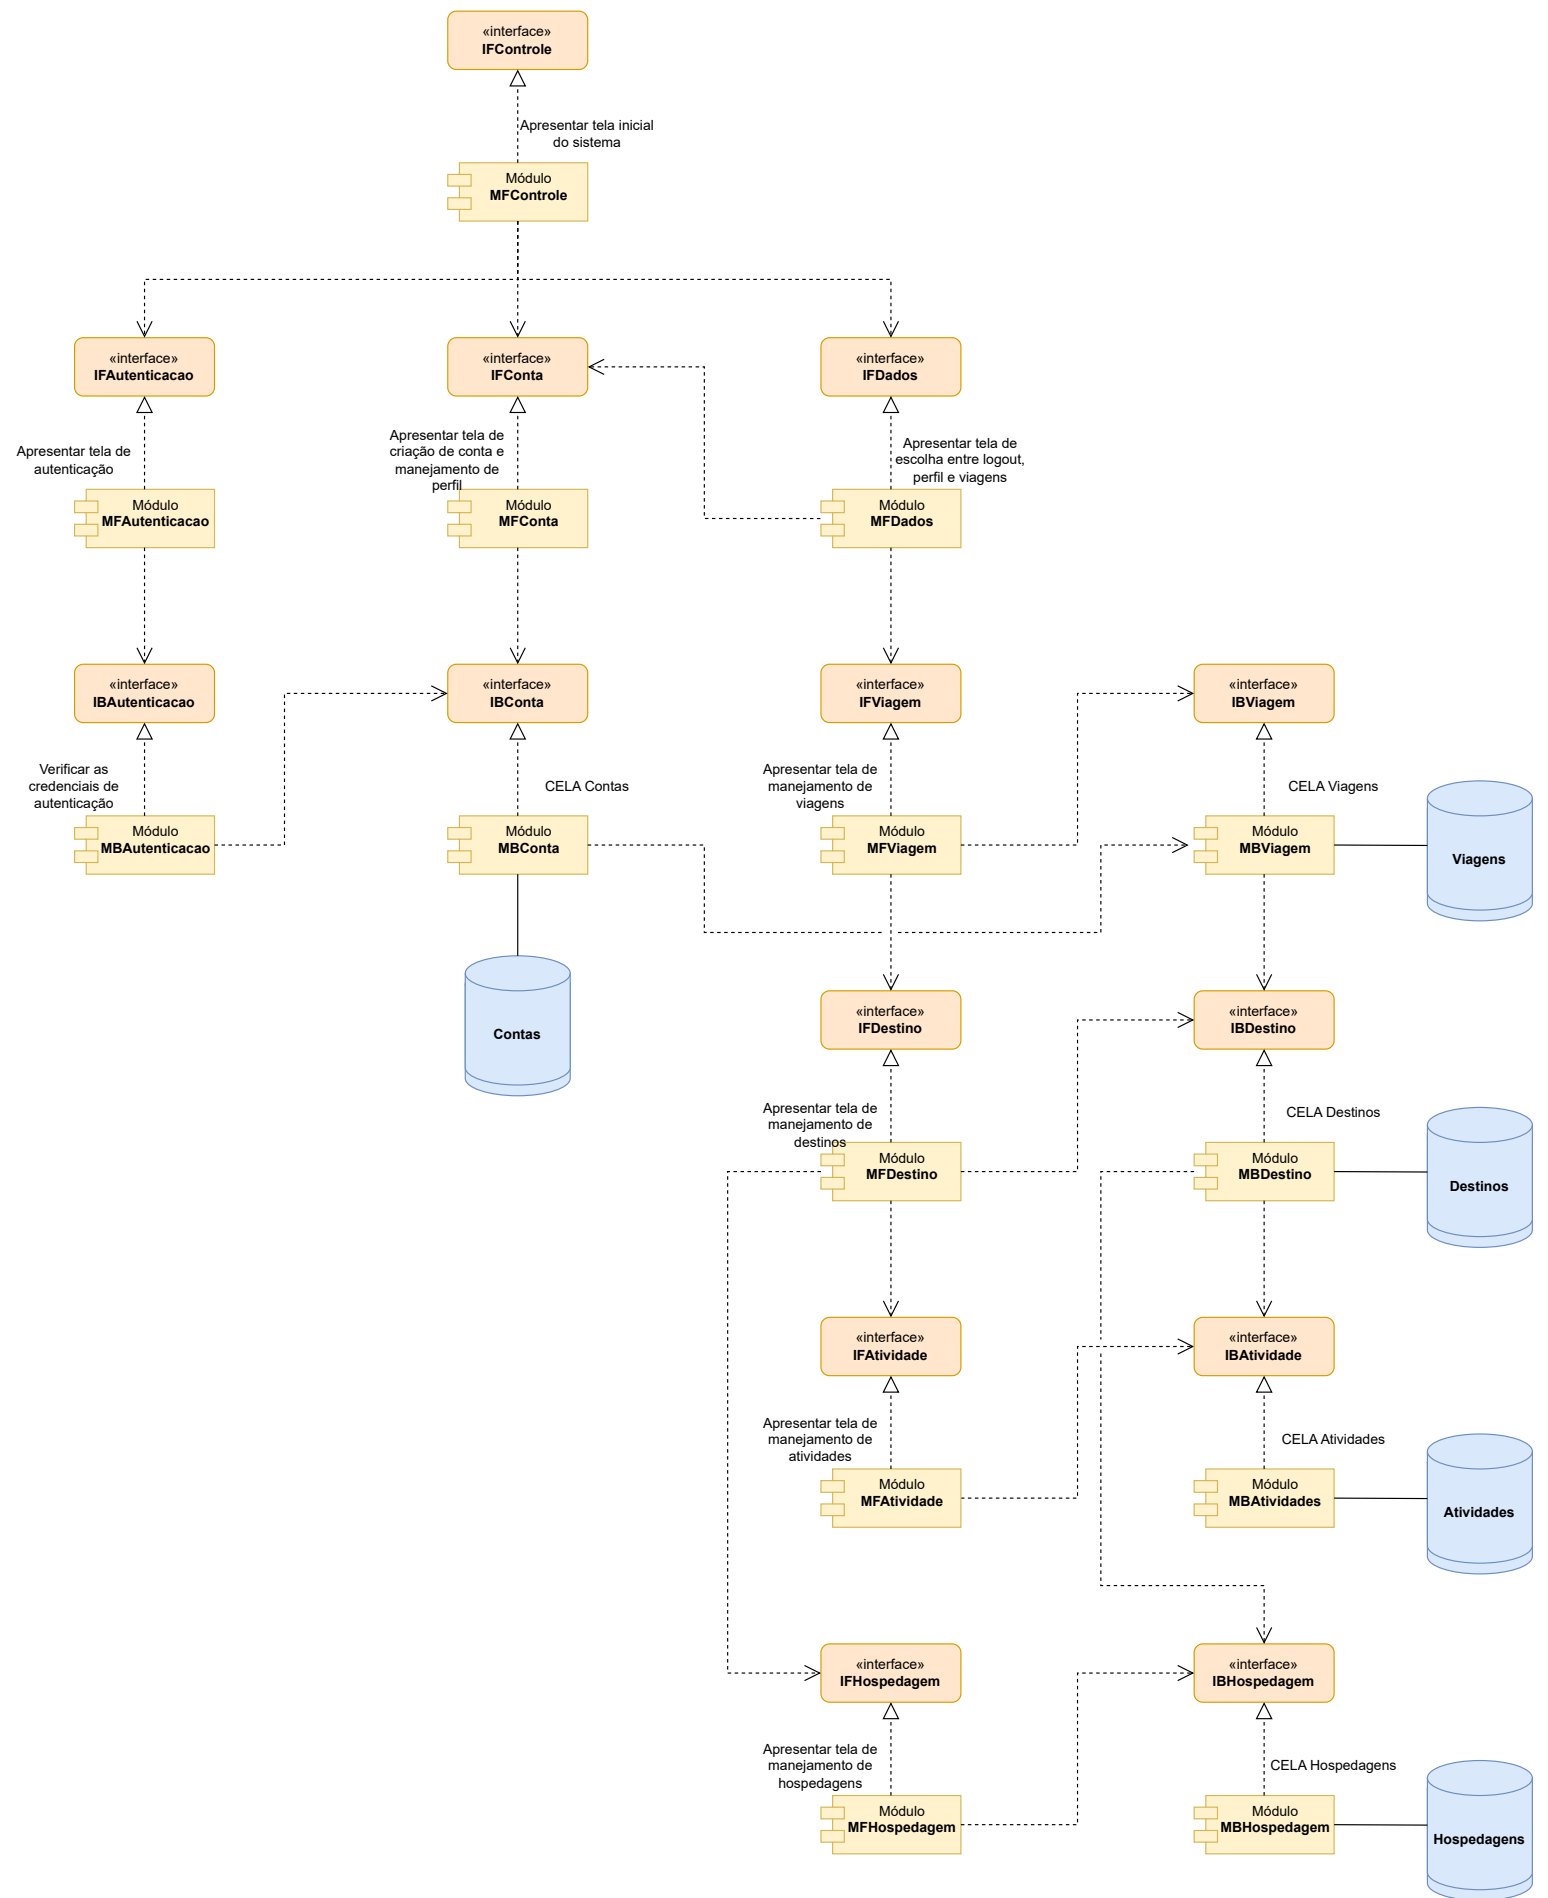 «interface»
IFControle
Apresentar tela inicial
do sistema
Módulo
MFControle
«interface»
IFAutenticacao
«interface»
IFConta
«interface»
IFDados
Apresentar tela de
autenticação
Apresentar tela de
criação de conta e
manejamento de
perfil
Apresentar tela de
escolha entre logout,
perfil e viagens
Módulo
MFAutenticacao
Módulo
MFConta
Módulo
MFDados
«interface»
IBAutenticacao
«interface»
IBConta
«interface»
IFViagem
«interface»
IBViagem
Verificar as
credenciais de
autenticação
CELA Contas
Apresentar tela de
manejamento de
viagens
CELA Viagens
Módulo
MBAutenticacao
Módulo
MBConta
Módulo
MFViagem
Módulo
MBViagem
Viagens
Contas
«interface»
IFDestino
«interface»
IBDestino
Apresentar tela de
manejamento de
destinos
CELA Destinos
Módulo
MFDestino
Módulo
MBDestino
Destinos
«interface»
IFAtividade
«interface»
IBAtividade
Apresentar tela de
manejamento de
atividades
CELA Atividades
Módulo
MFAtividade
Módulo
MBAtividades
Atividades
«interface»
IFHospedagem
«interface»
IBHospedagem
Apresentar tela de
manejamento de
hospedagens
CELA Hospedagens
Módulo
MFHospedagem
Módulo
MBHospedagem
Hospedagens